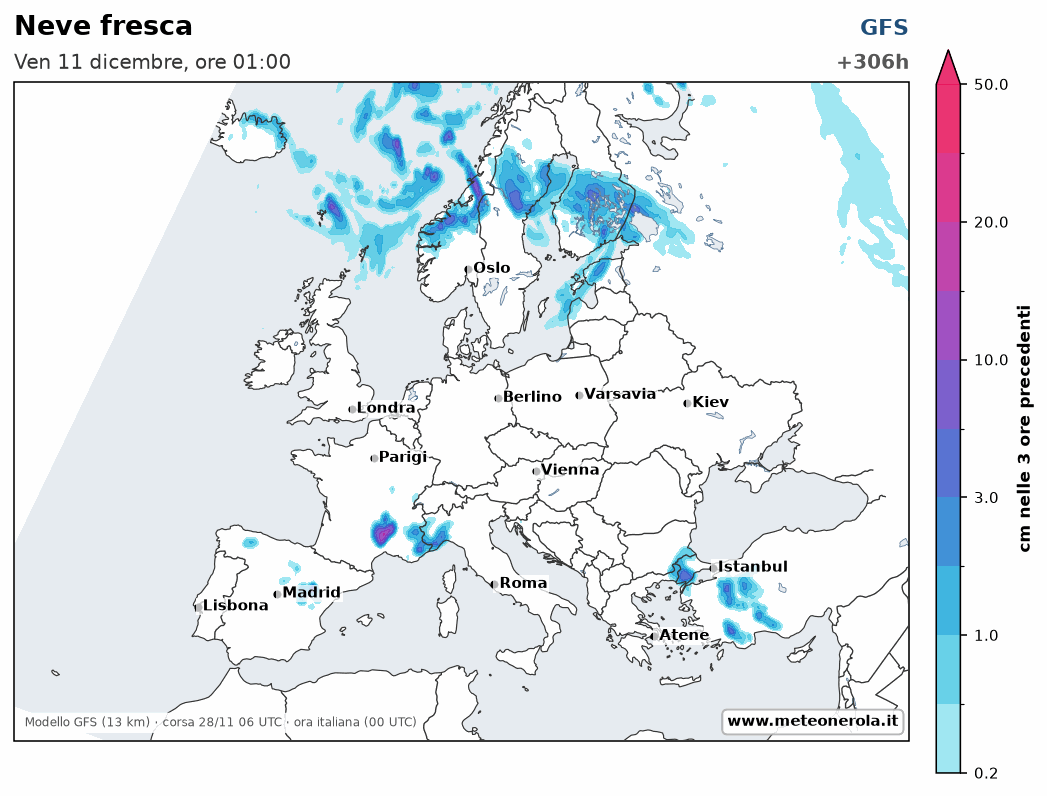 Neve fresca
GFS
Ven 11 dicembre, ore 01:00
+306h
50.0
20.0
10.0
3.0
1.0
0.2
cm nelle 3 ore precedenti
Oslo
Berlino
Varsavia
Kiev
Londra
Parigi
Vienna
Istanbul
Roma
Madrid
Lisbona
Atene
Modello GFS (13 km) · corsa 28/11 06 UTC · ora italiana (00 UTC)
www.meteonerola.it